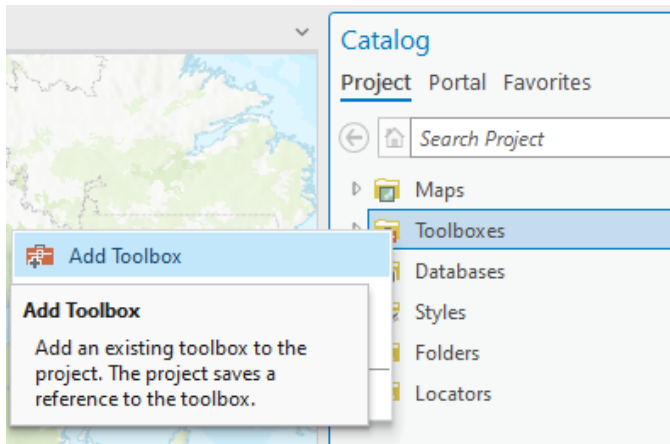 Catalog
Project Portal Favorites
Search Project
Maps
Toolboxes
Databases
Styles
Folders
Locators
Add Toolbox
Add Toolbox
Add an existing toolbox to the
project. The project saves a
reference to the toolbox.